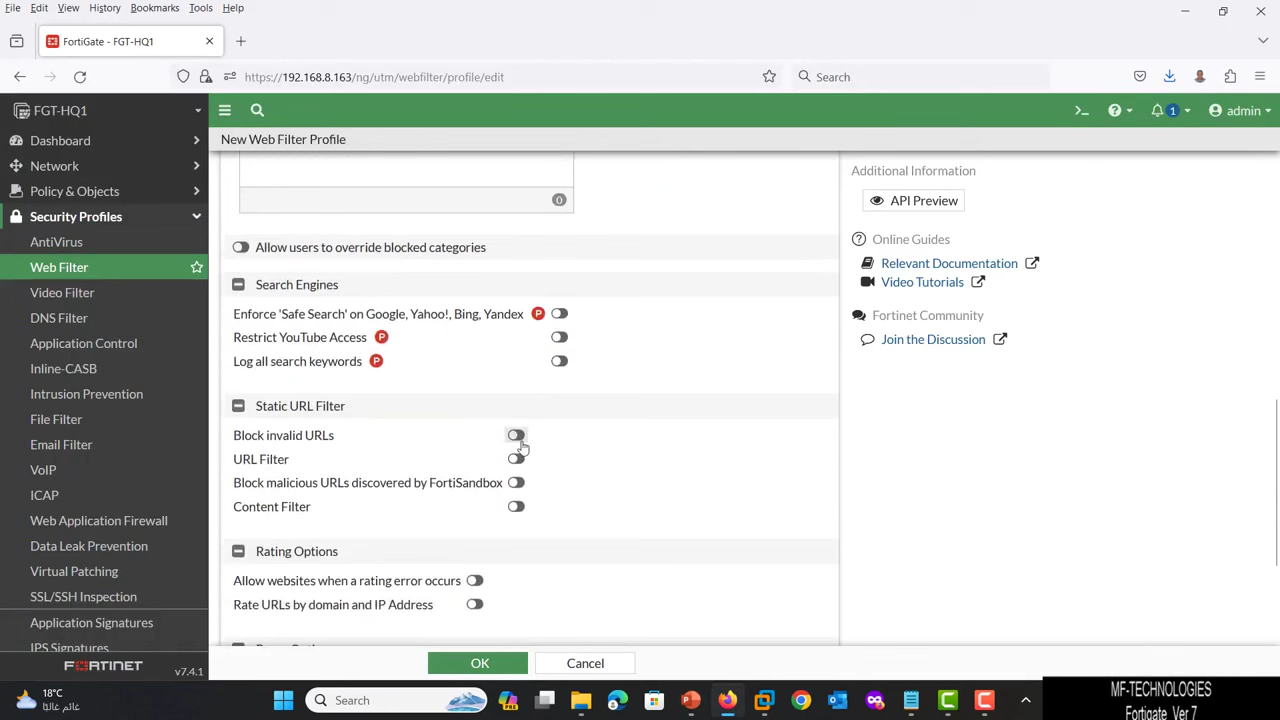 File Edit View History Bookmarks Tools Help
FortiGate - FGT-HQ1
https://192.168.8.163/ng/utm/webfilter/profile/edit
Search
FGT-HQ1
1
admin
Dashboard
Network
Policy & Objects
Security Profiles
AntiVirus
Web Filter
Video Filter
DNS Filter
Application Control
Inline-CASB
Intrusion Prevention
File Filter
Email Filter
VoIP
ICAP
Web Application Firewall
Data Leak Prevention
Virtual Patching
SSL/SSH Inspection
Application Signatures
IPS Signatures
FORTINET v7.4.1
New Web Filter Profile
0
Allow users to override blocked categories
Search Engines
Enforce 'Safe Search' on Google, Yahoo!, Bing, Yandex P
Restrict YouTube Access P
Log all search keywords P
Static URL Filter
Block invalid URLs
URL Filter
Block malicious URLs discovered by FortiSandbox
Content Filter
Rating Options
Allow websites when a rating error occurs
Rate URLs by domain and IP Address
OK Cancel
Additional Information
API Preview
Online Guides
Relevant Documentation
Video Tutorials
Fortinet Community
Join the Discussion
18°C
غائم غالبا
Search
MF-TECHNOLOGIES
Fortigate Ver 7